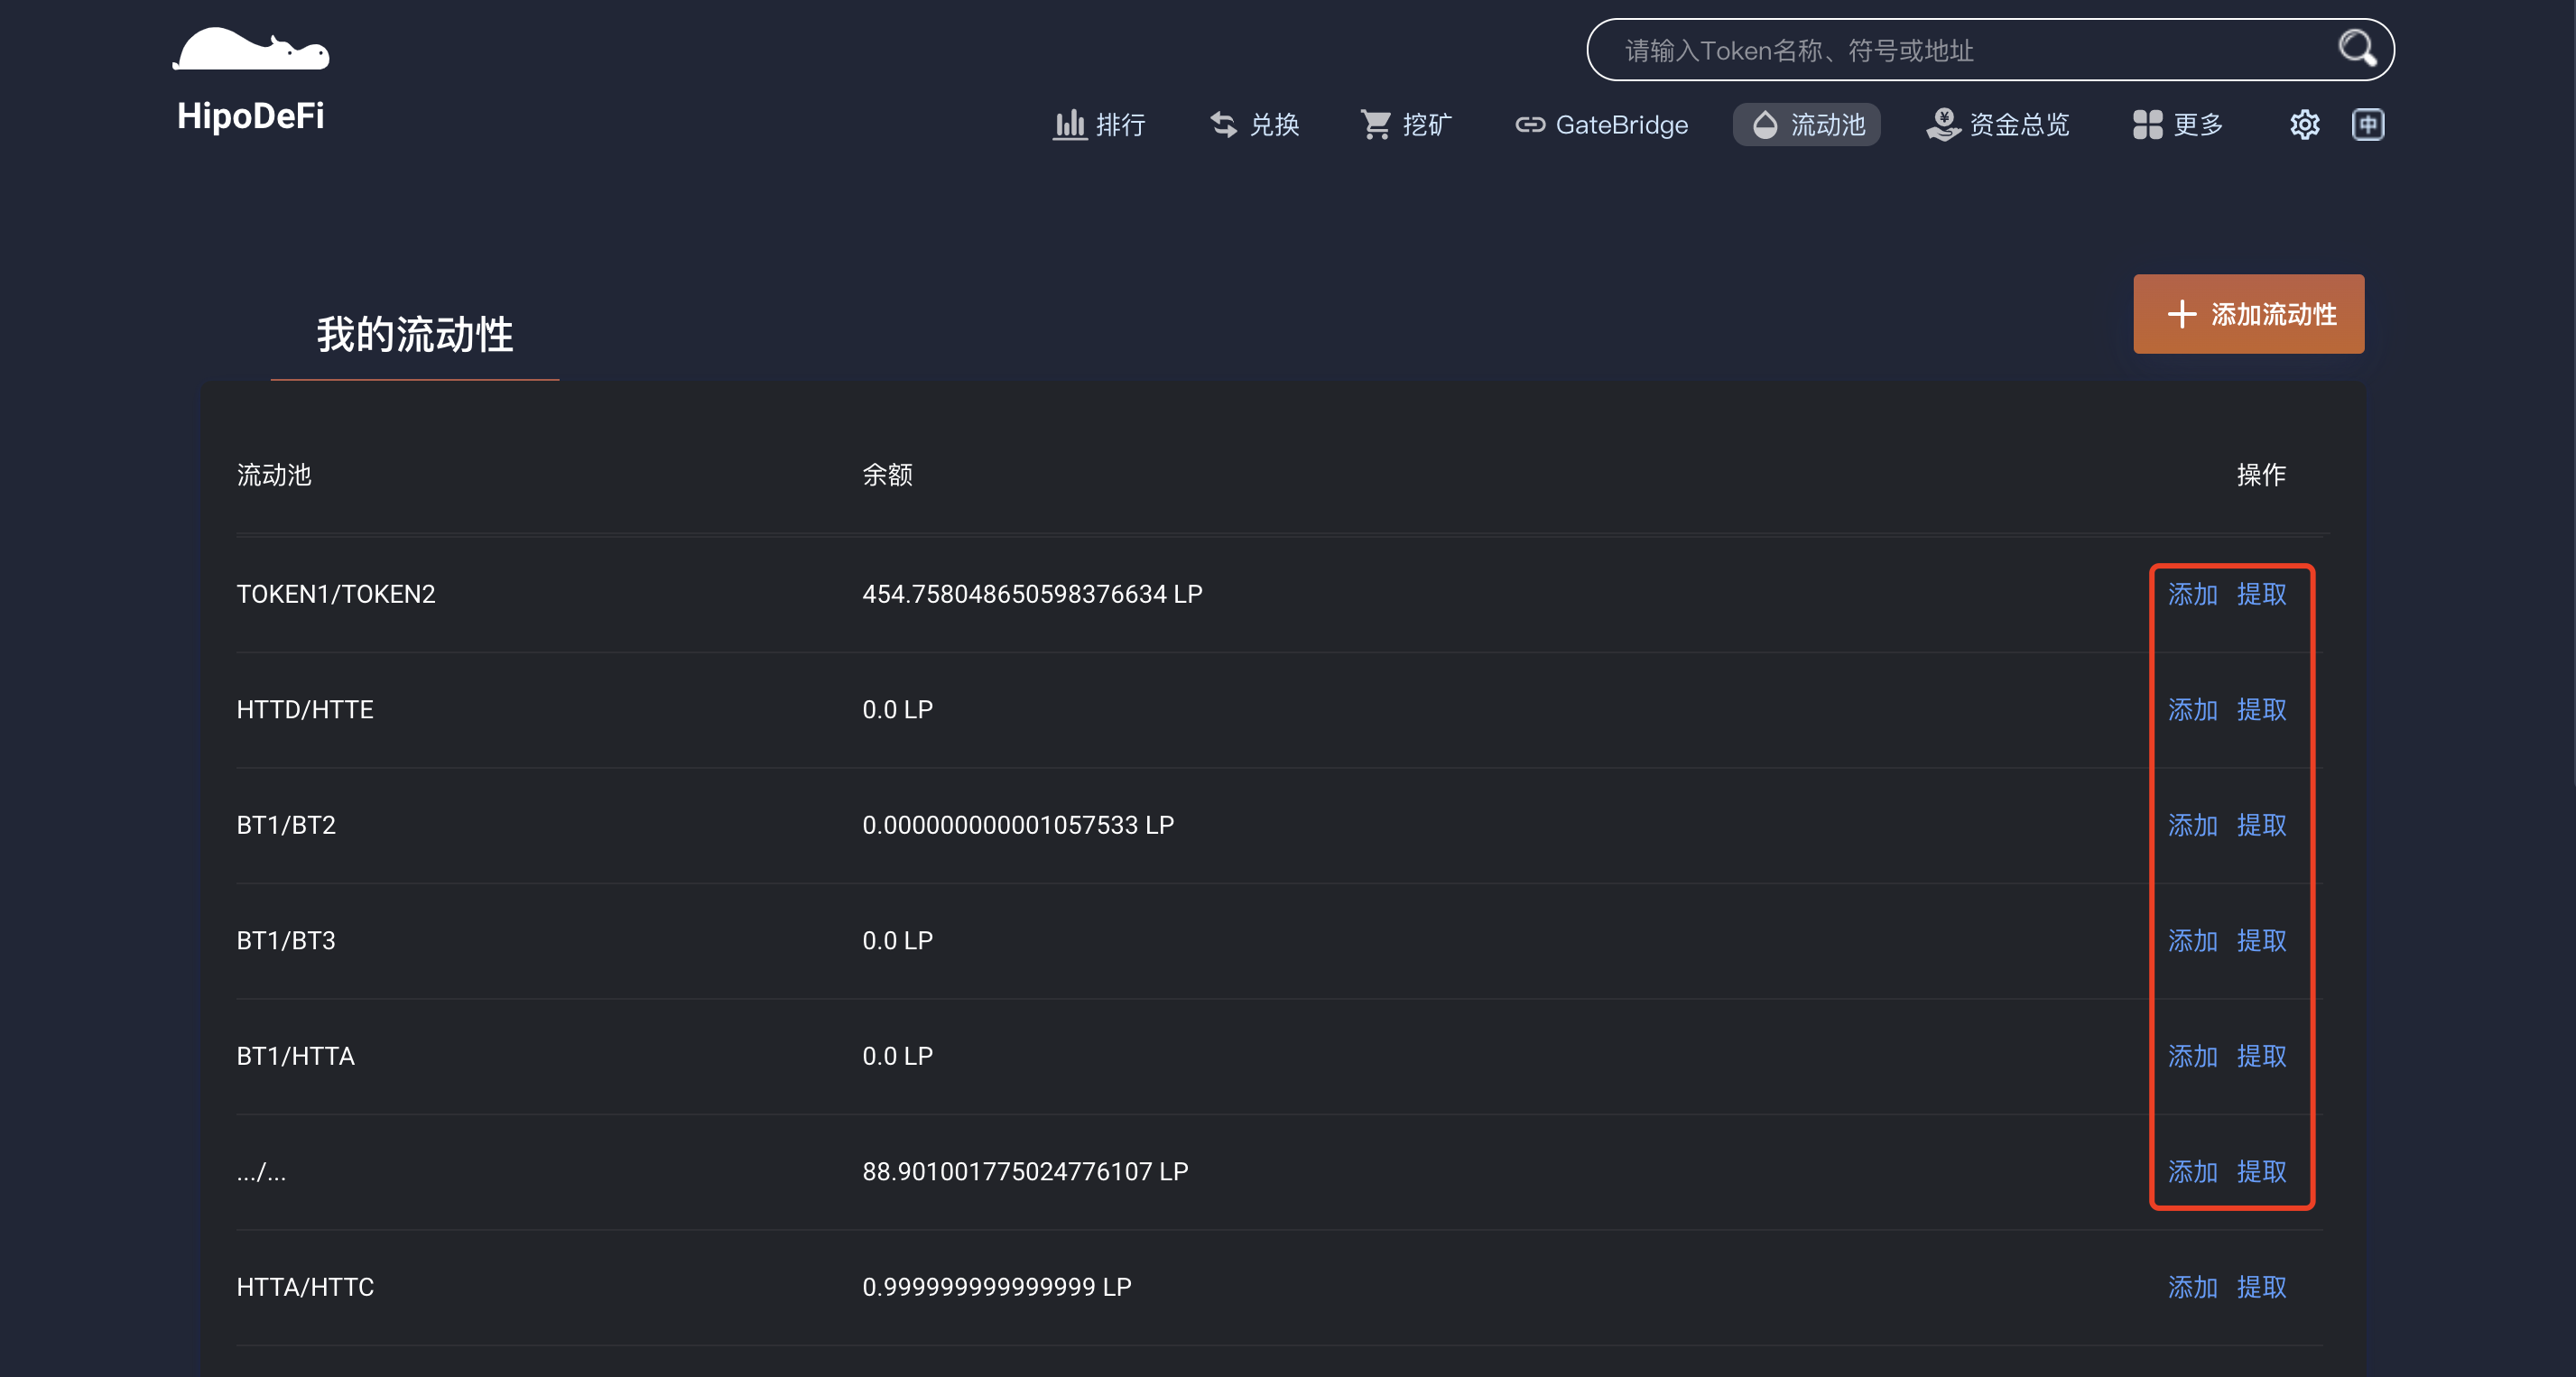 请输入Token名称、符号或地址
HipoDeFi
排行 兑换 挖矿 GateBridge 流动池 资金总览 更多 中
我的流动性
添加流动性
流动池 余额 操作
TOKEN1/TOKEN2 454.758048650598376634 LP 添加 提取
HTTD/HTTE 0.0 LP 添加 提取
BT1/BT2 0.000000000001057533 LP 添加 提取
BT1/BT3 0.0 LP 添加 提取
BT1/HTTA 0.0 LP 添加 提取
.../... 88.901001775024776107 LP 添加 提取
HTTA/HTTC 0.999999999999999 LP 添加 提取